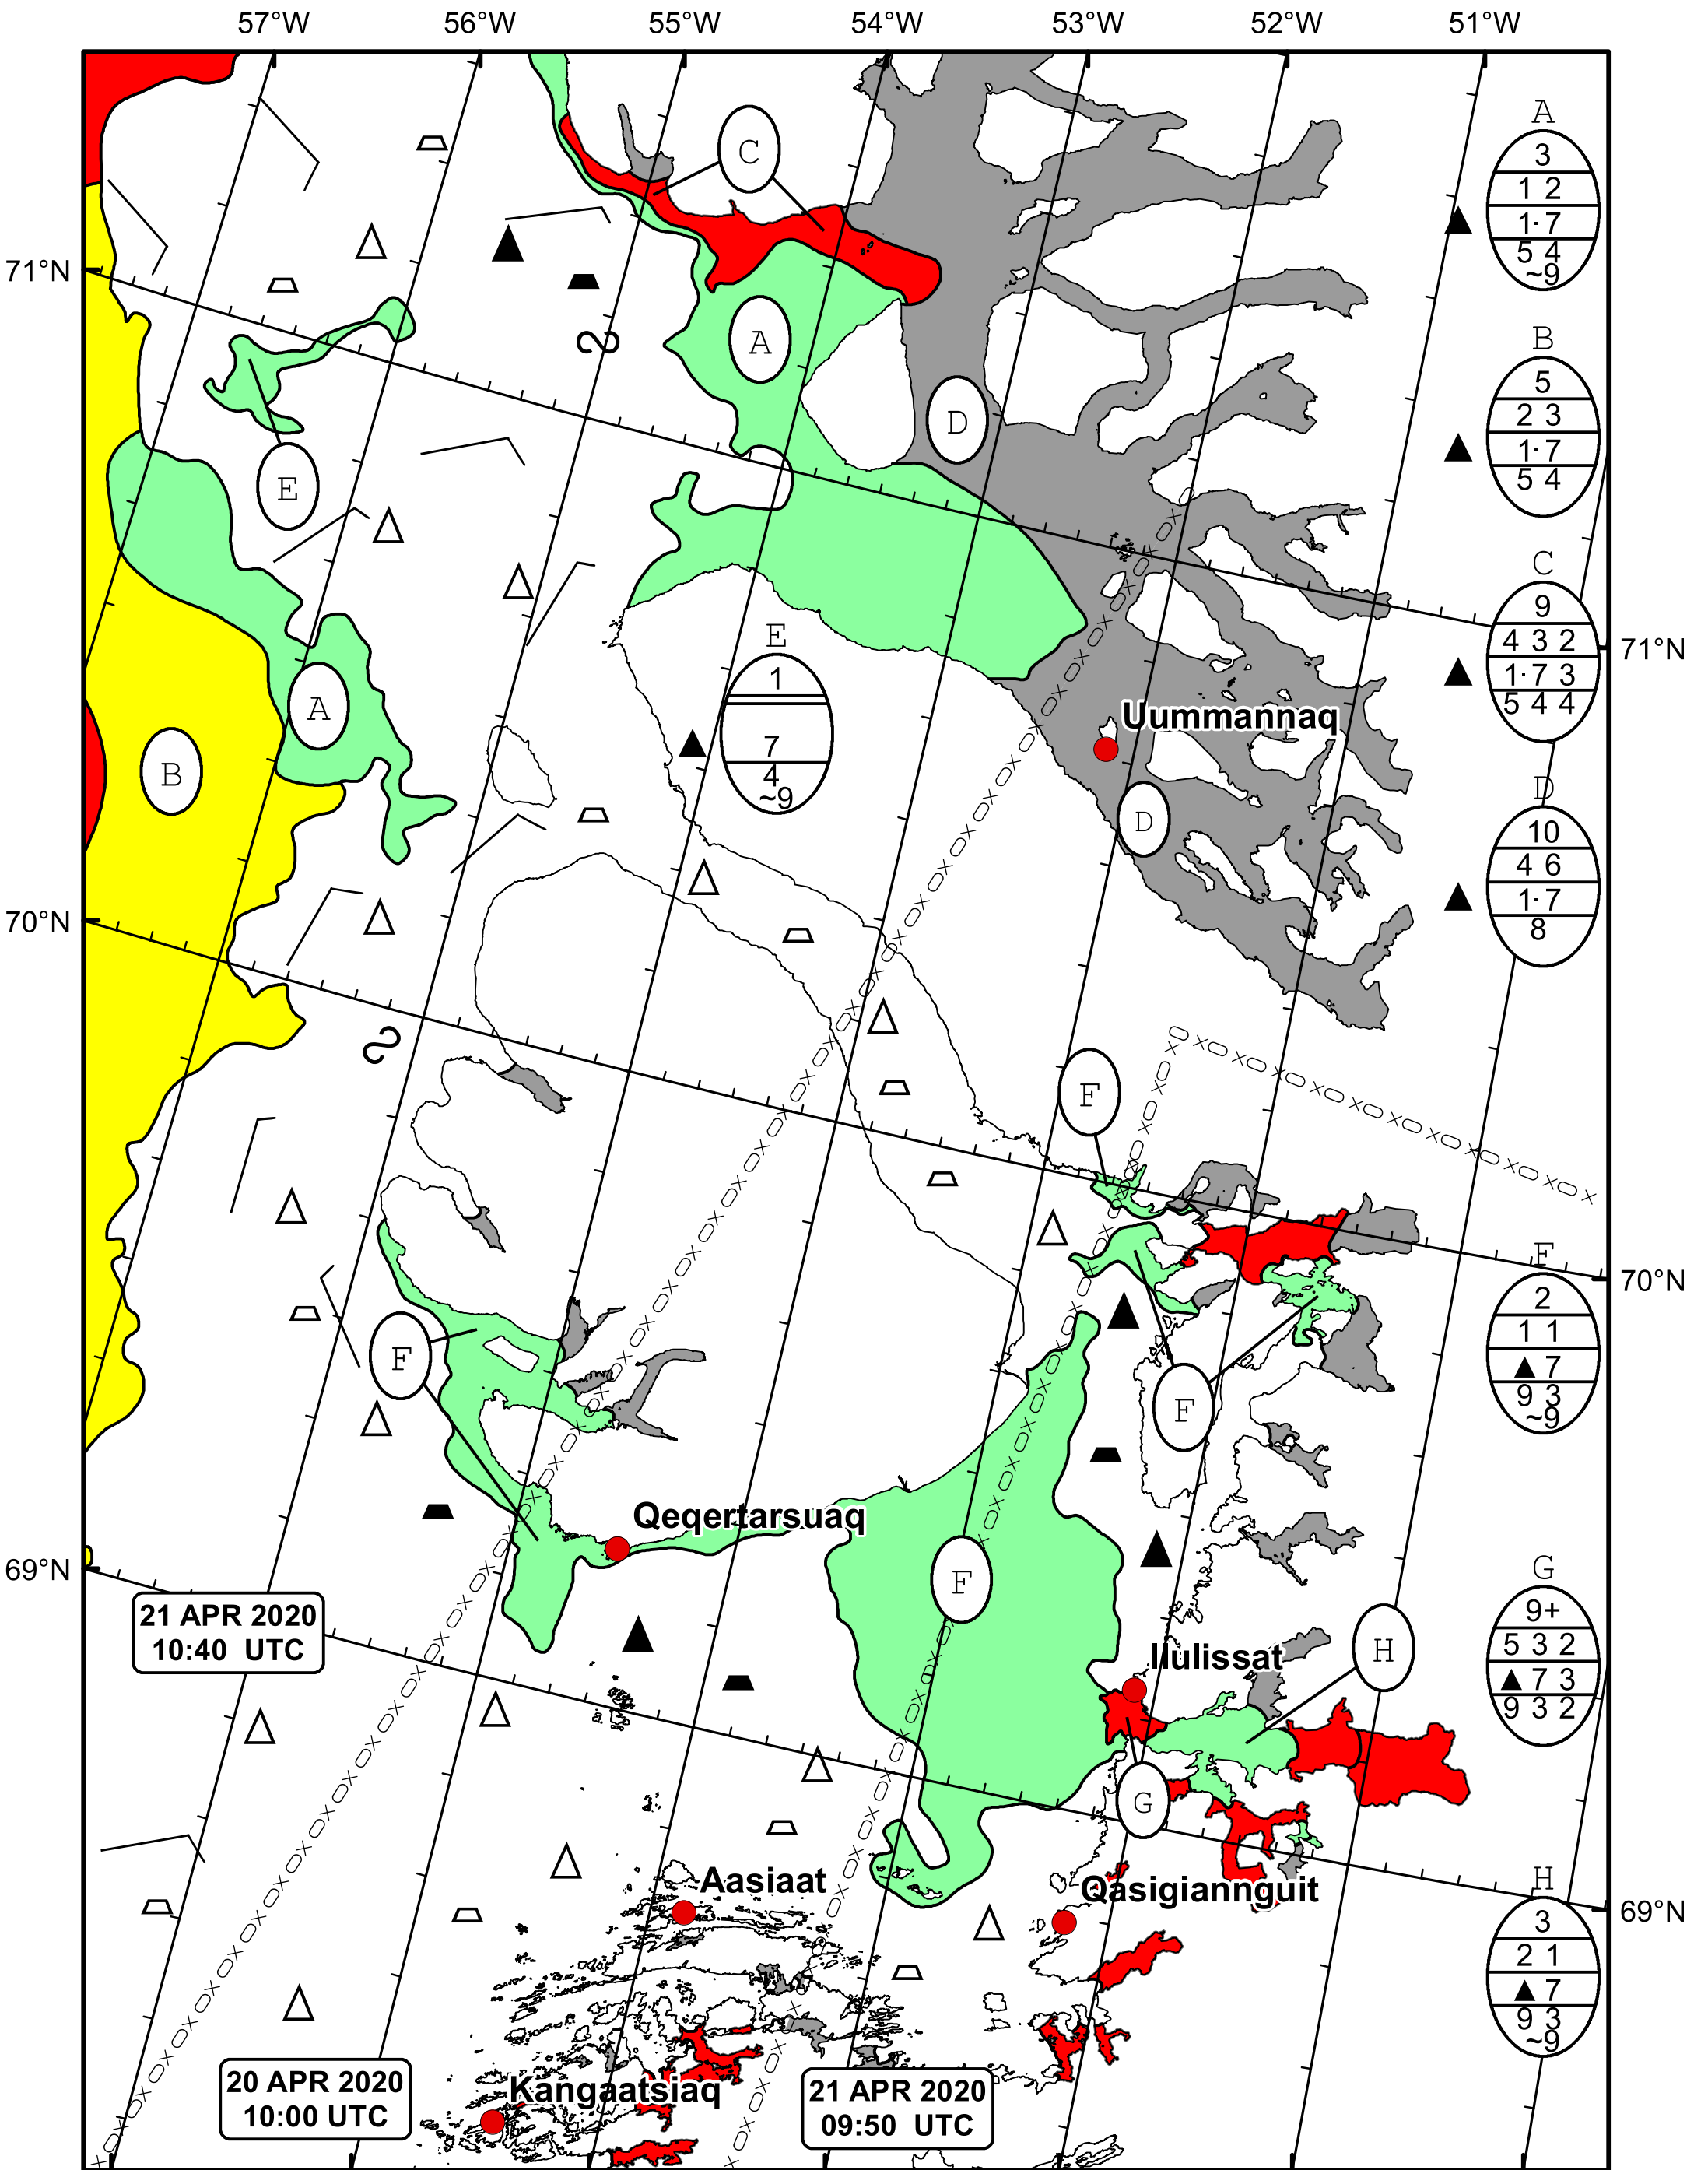 57°W 56°W 55°W 54°W 53°W 52°W 51°W
A
3
1 2
1· 7
5 4
~9
C
71°N
A
B
5
2 3
1· 7
5 4
D
E
C
9
4 3 2
1· 7 3
5 4 4
E
1
7
4
~9
71°N
A
Uummannaq
B
D
D
10
4 6
1· 7
8
70°N
F
F
2
1 1
▲ 7
9 3
~9
70°N
F
F
Qeqertarsuaq
69°N
F
21 APR 2020
10:40 UTC
G
9+
5 3 2
▲ 7 3
9 3 2
H
Ilulissat
G
Aasiaat
Qasigiannguit
H
3
2 1
▲ 7
9 3
~9
69°N
20 APR 2020
10:00 UTC
Kangaatsiaq
21 APR 2020
09:50 UTC